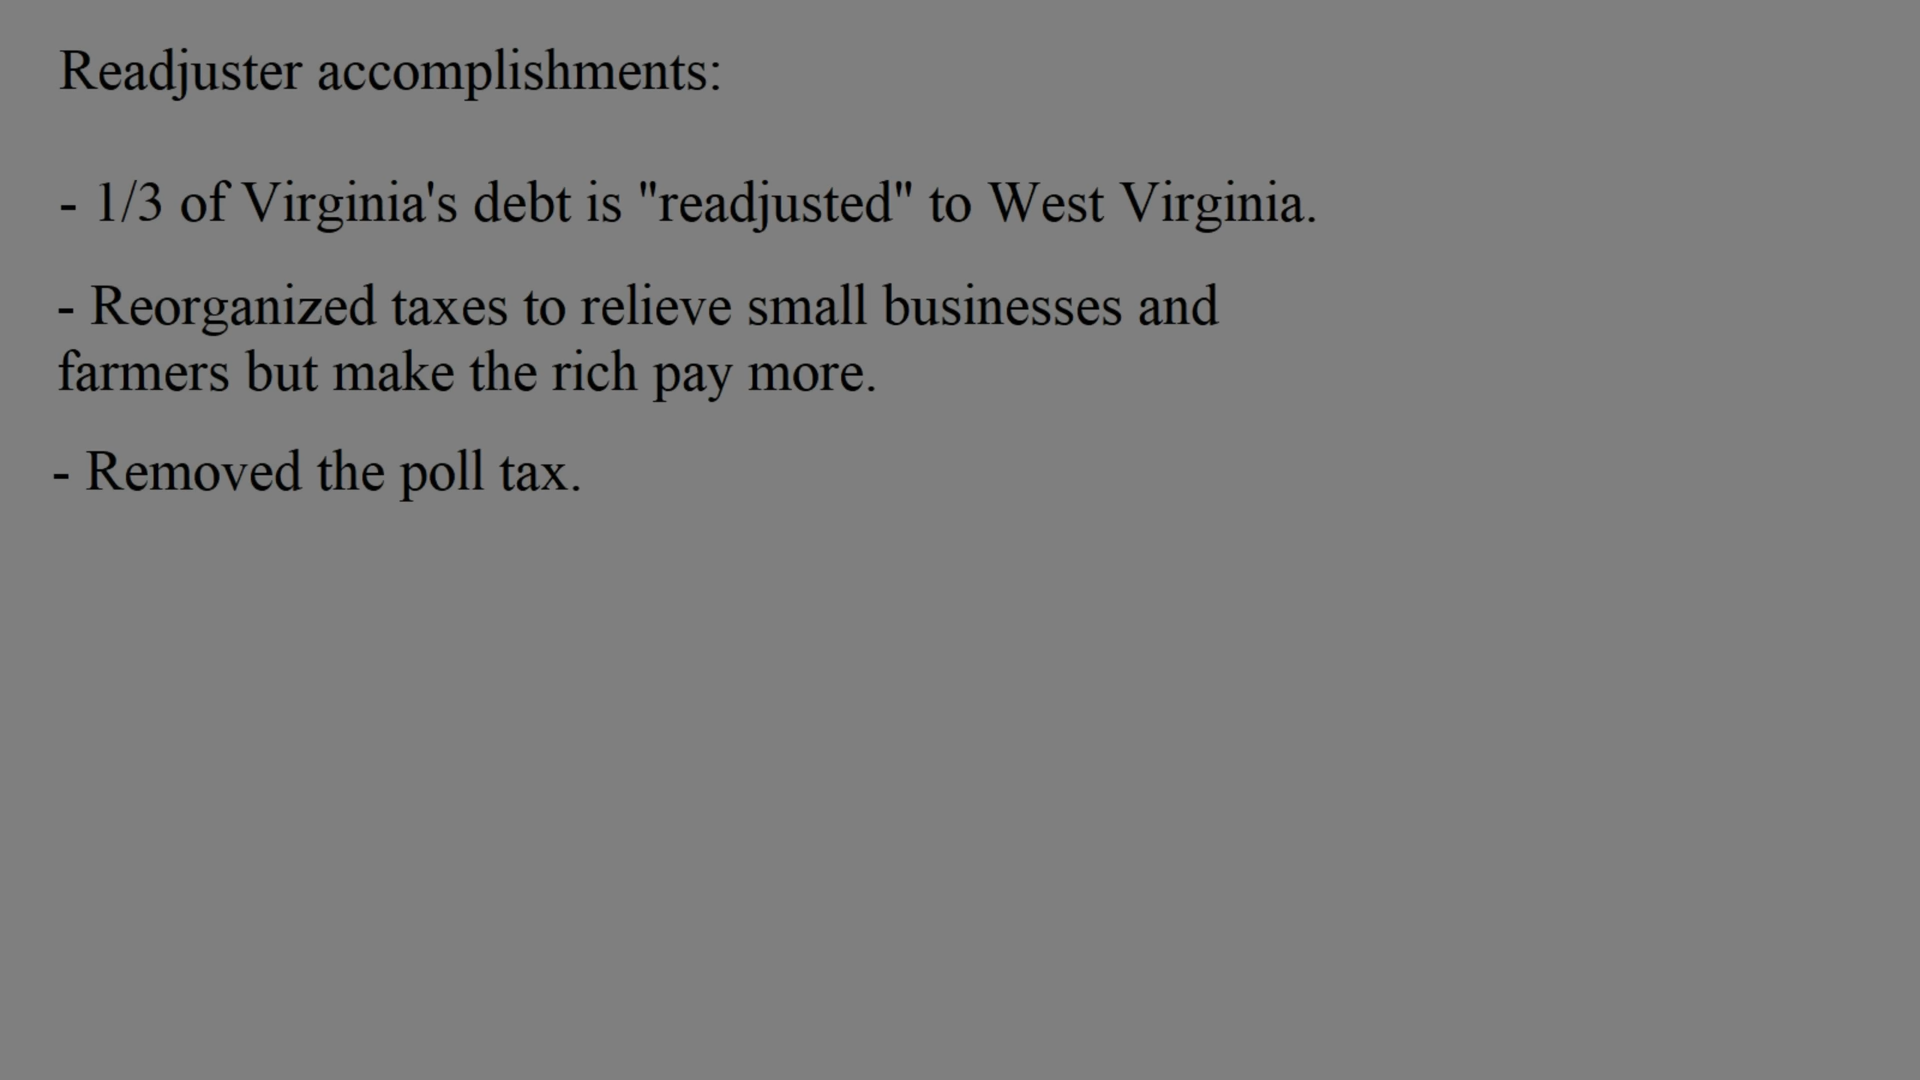 Readjuster accomplishments:
- 1/3 of Virginia's debt is "readjusted" to West Virginia.
- Reorganized taxes to relieve small businesses and
farmers but make the rich pay more.
- Removed the poll tax.